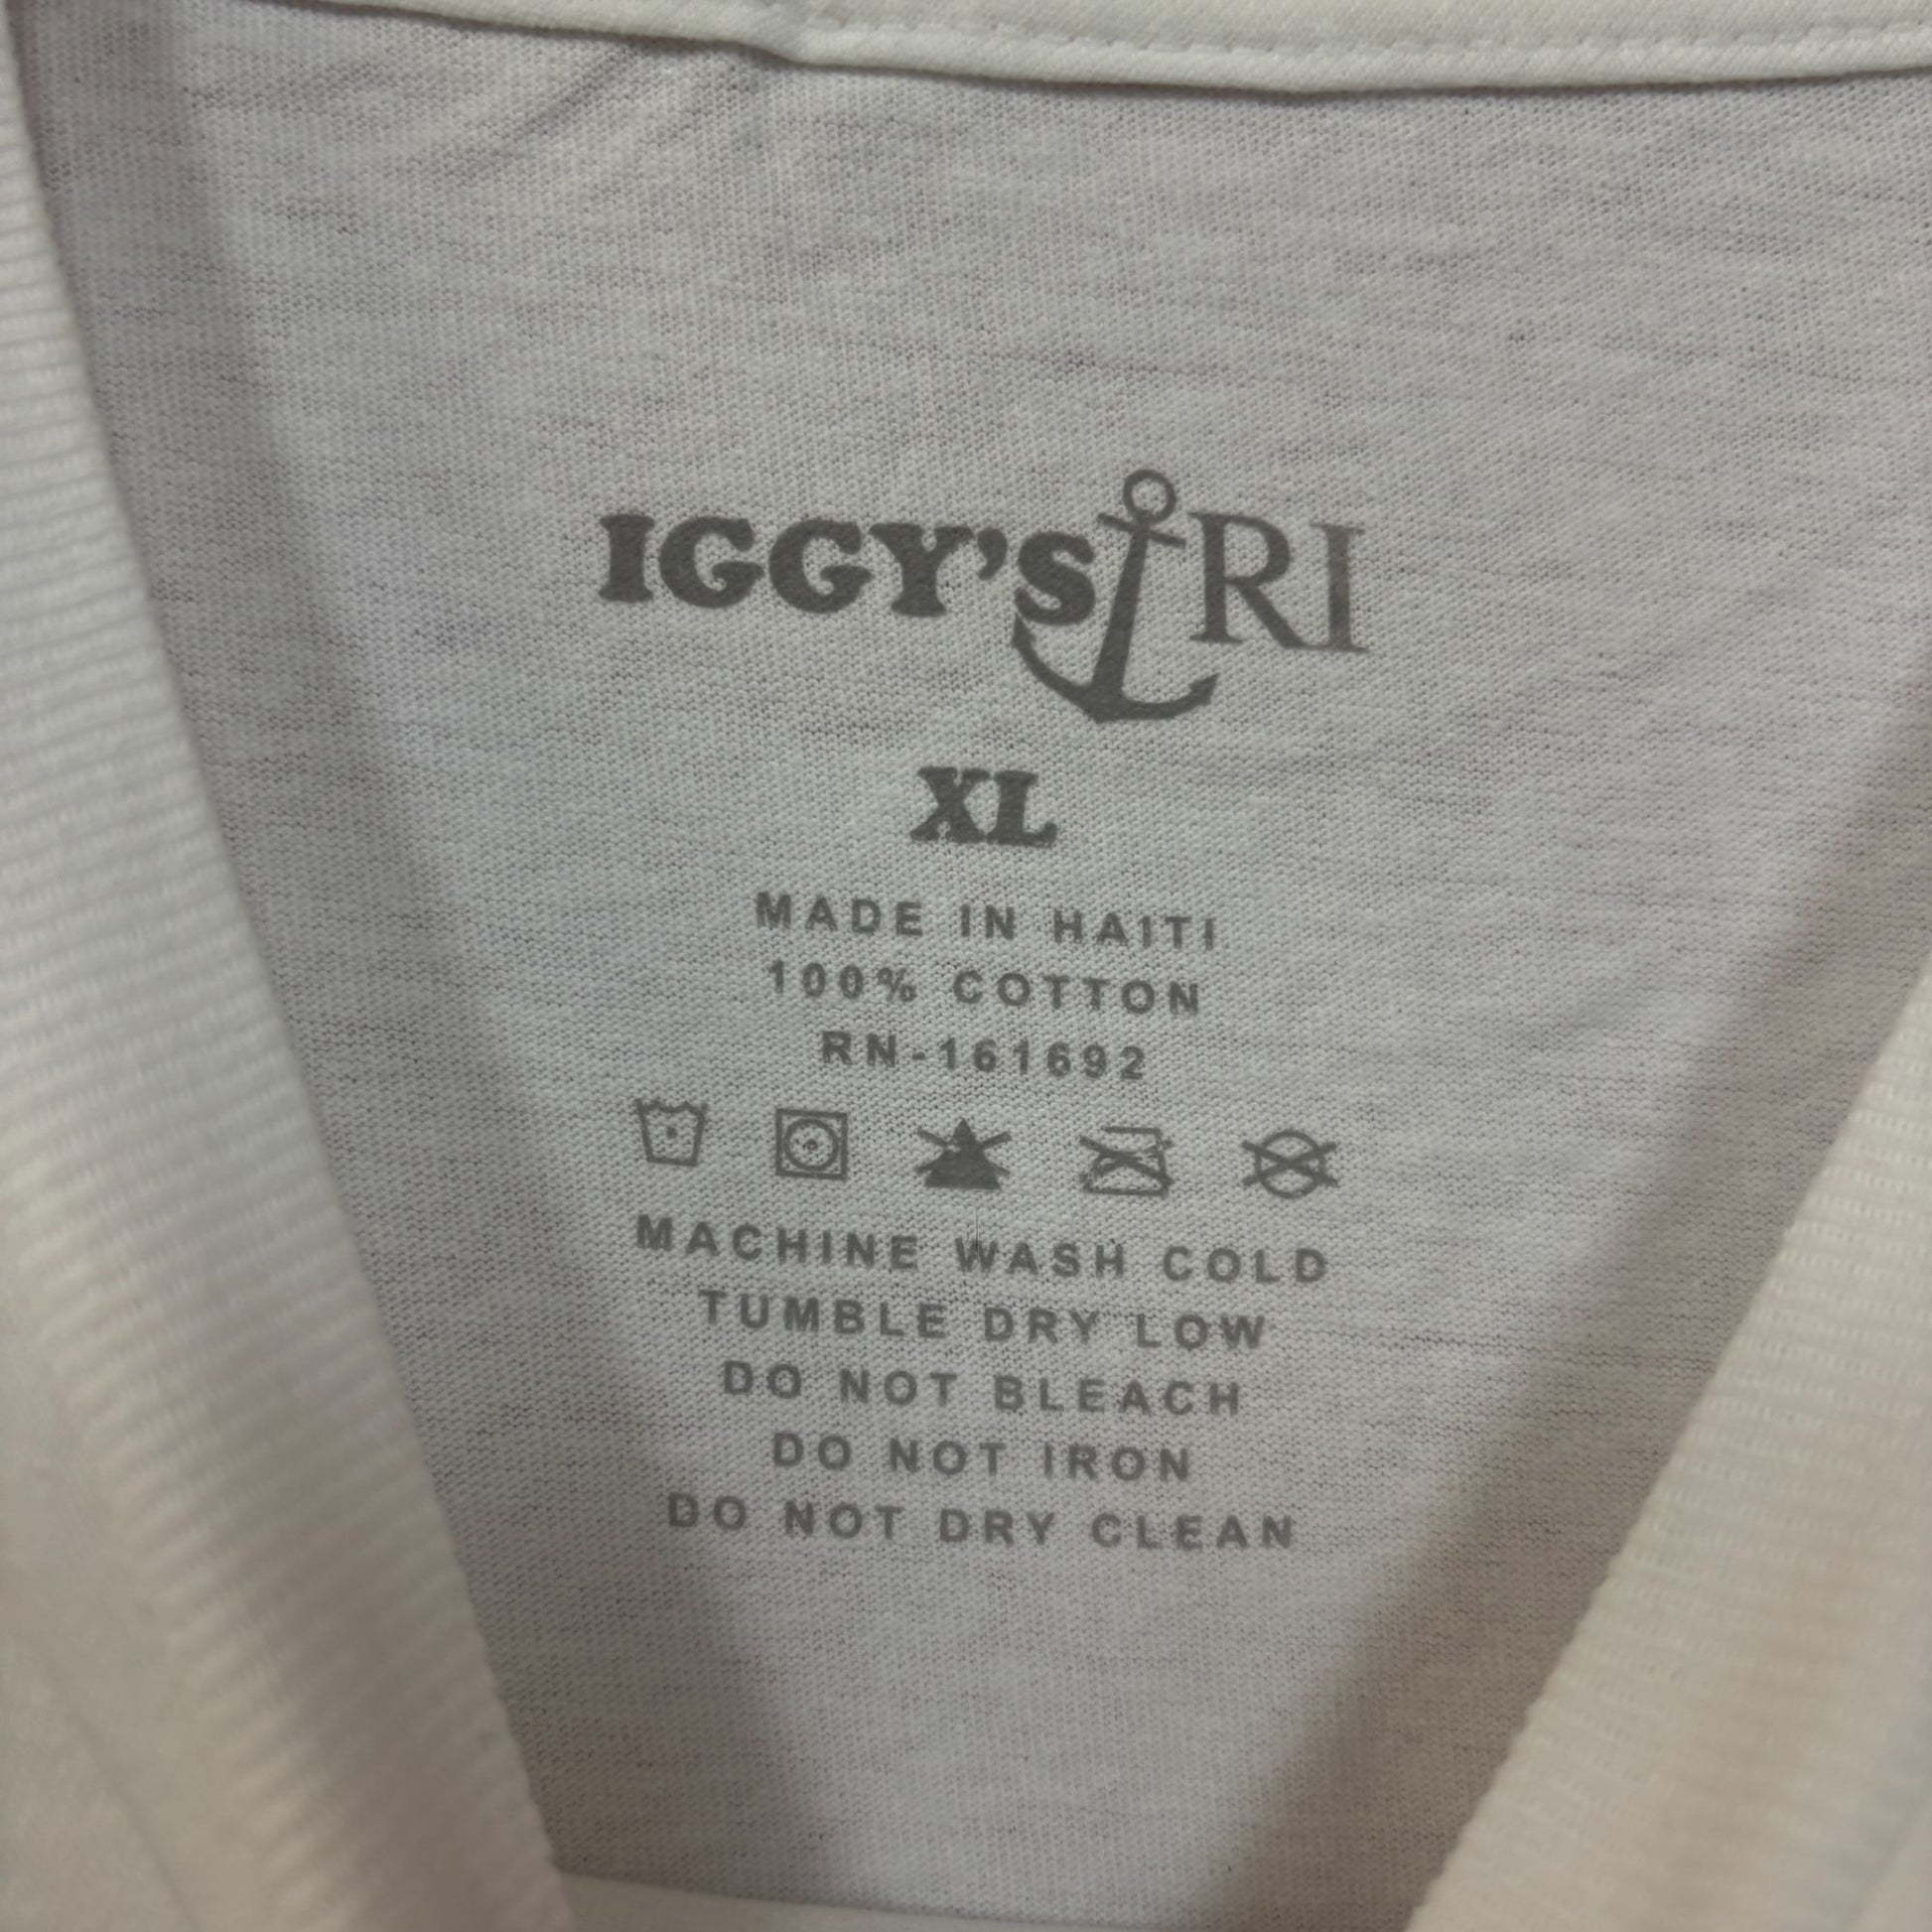 IGGY'S RI
XL
MADE IN HAITI
100% COTTON
RN-161692
MACHINE WASH COLD
TUMBLE DRY LOW
DO NOT BLEACH
DO NOT IRON
DO NOT DRY CLEAN